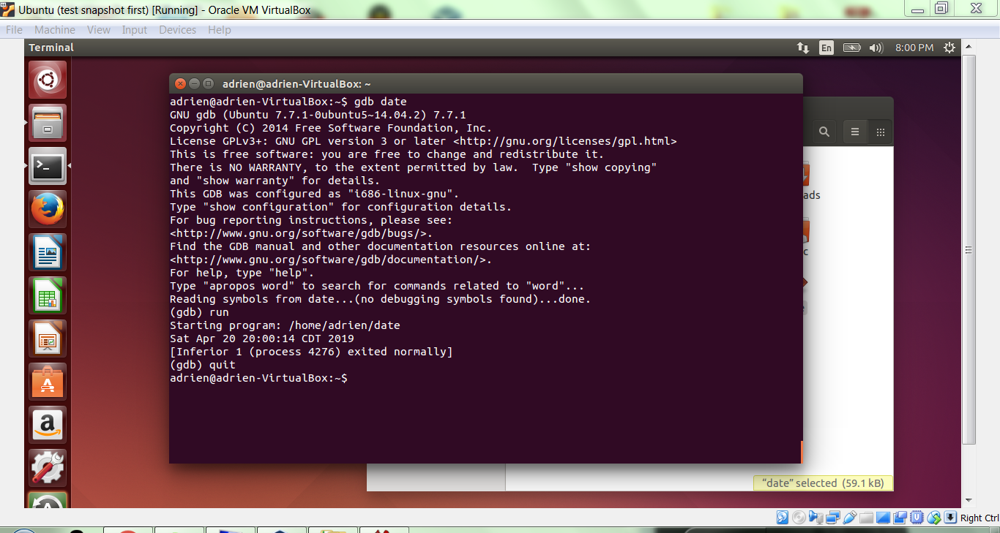 Ubuntu (test snapshot first) [Running] - Oracle VM VirtualBox
File Machine View Input Devices Help
Terminal
En
8:00 PM
adrien@adrien-VirtualBox: ~
adrien@adrien-VirtualBox:~$ gdb date
GNU gdb (Ubuntu 7.7.1-0ubuntu5~14.04.2) 7.7.1
Copyright (C) 2014 Free Software Foundation, Inc.
License GPLv3+: GNU GPL version 3 or later <http://gnu.org/licenses/gpl.html>
This is free software: you are free to change and redistribute it.
There is NO WARRANTY, to the extent permitted by law.  Type "show copying"
and "show warranty" for details.
This GDB was configured as "i686-linux-gnu".
Type "show configuration" for configuration details.
For bug reporting instructions, please see:
<http://www.gnu.org/software/gdb/bugs/>.
Find the GDB manual and other documentation resources online at:
<http://www.gnu.org/software/gdb/documentation/>.
For help, type "help".
Type "apropos word" to search for commands related to "word"...
Reading symbols from date...(no debugging symbols found)...done.
(gdb) run
Starting program: /home/adrien/date
Sat Apr 20 20:00:14 CDT 2019
[Inferior 1 (process 4276) exited normally]
(gdb) quit
adrien@adrien-VirtualBox:~$
ads
c
“date” selected (59.1 kB)
Right Ctrl